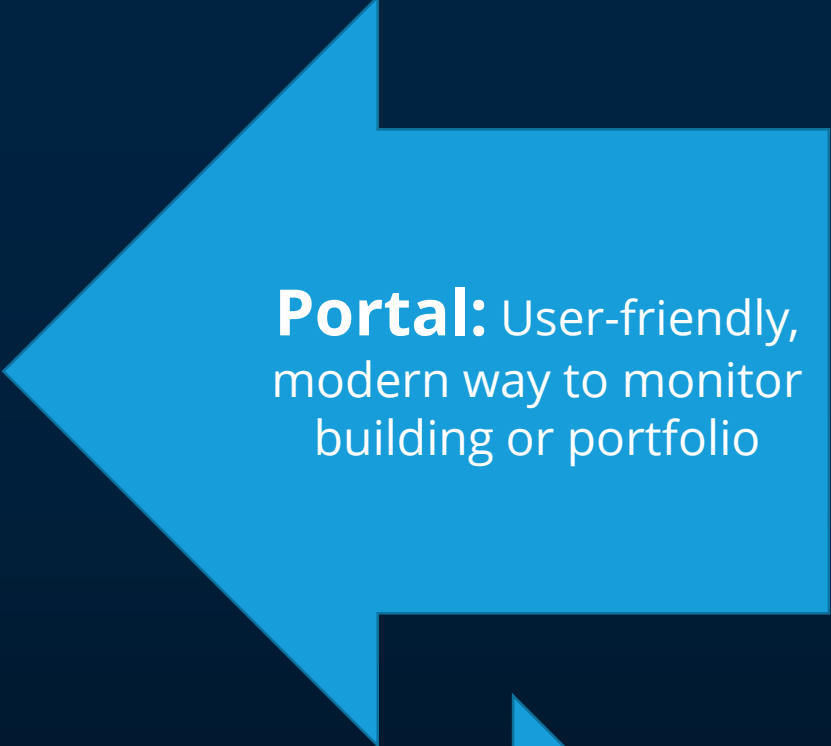 Portal: User-friendly,
modern way to monitor
building or portfolio